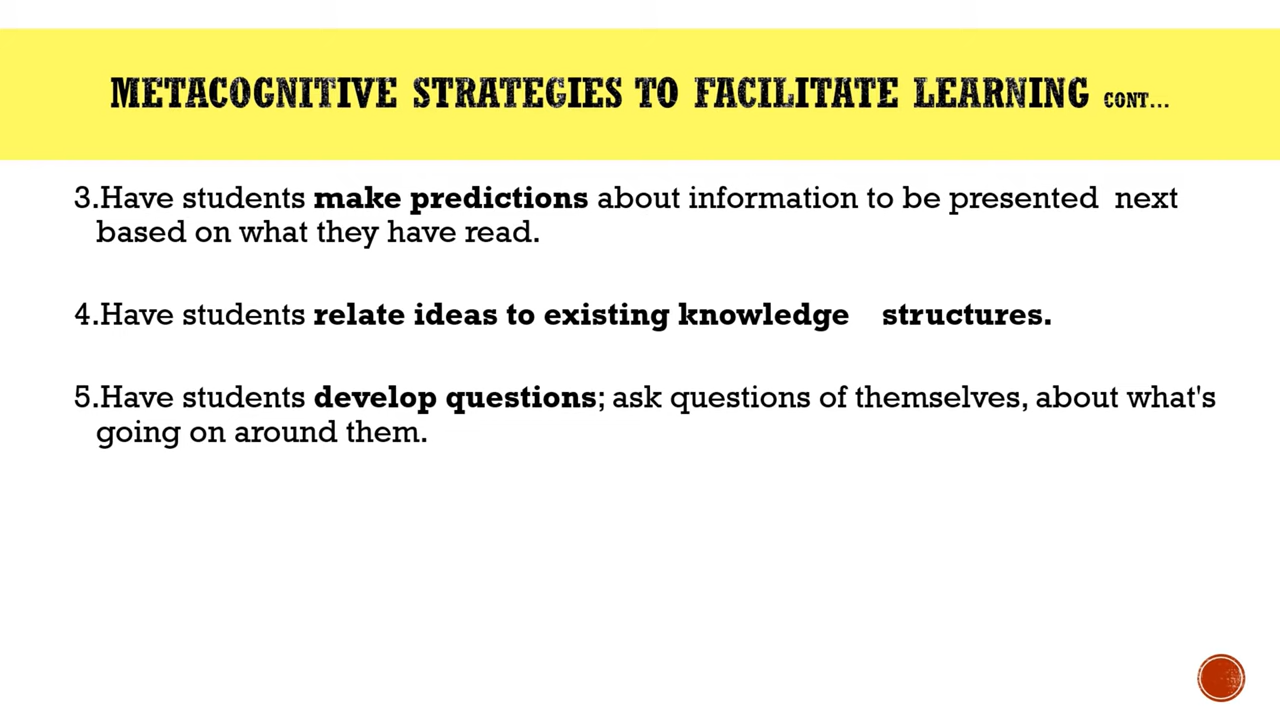 METACOGNITIVE STRATEGIES TO FACILITATE LEARNING CONT...
3.Have students make predictions about information to be presented  next
based on what they have read.
4.Have students relate ideas to existing knowledge    structures.
5.Have students develop questions; ask questions of themselves, about what's
going on around them.